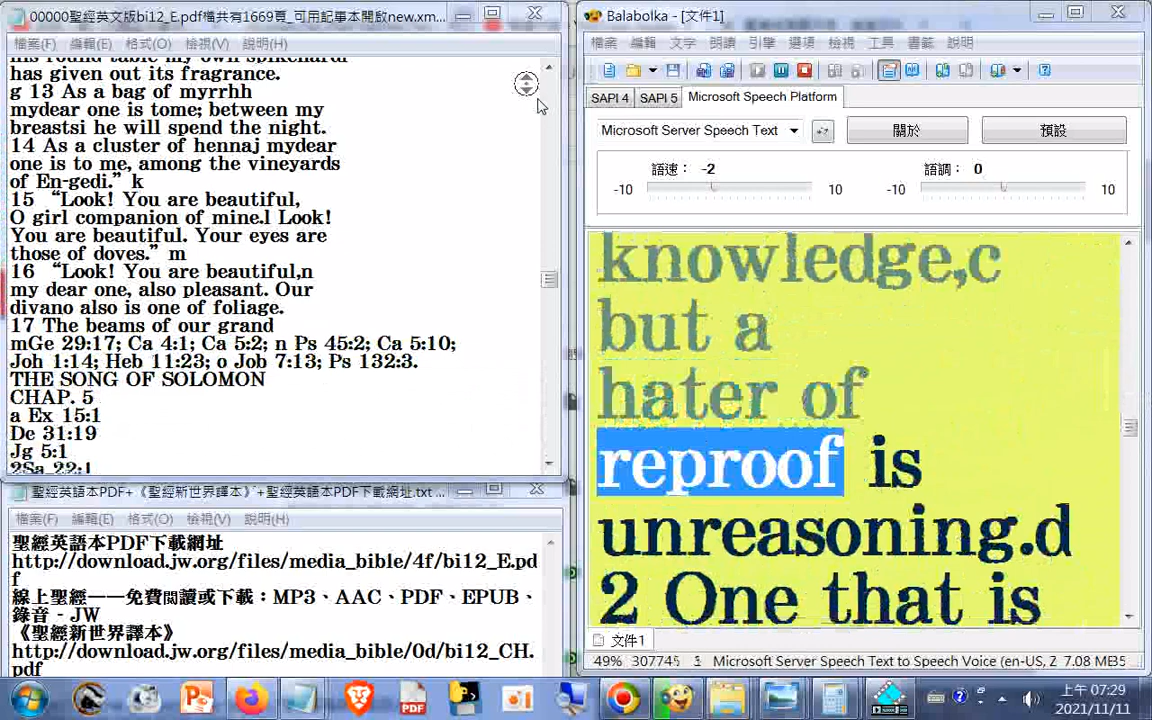 00000聖經英文版bi12_E.pdf檔共有1669頁_可用記事本開啟new.xm...
檔案(F) 編輯(E) 格式(O) 檢視(V) 說明(H)
his round table my own spikenardf
has given out its fragrance.
g 13 As a bag of myrrhh
mydear one is tome; between my
breastsi he will spend the night.
14 As a cluster of hennaj mydear
one is to me, among the vineyards
of En-gedi.” k
15 “Look! You are beautiful,
O girl companion of mine.l Look!
You are beautiful. Your eyes are
those of doves.” m
16 “Look! You are beautiful,n
my dear one, also pleasant. Our
divano also is one of foliage.
17 The beams of our grand
mGe 29:17; Ca 4:1; Ca 5:2; n Ps 45:2; Ca 5:10;
Joh 1:14; Heb 11:23; o Job 7:13; Ps 132:3.
THE SONG OF SOLOMON
CHAP. 5
a Ex 15:1
De 31:19
Jg 5:1
2Sa 22:1
聖經英語本PDF+《聖經新世界譯本》+聖經英語本PDF下載網址.txt ...
檔案(F) 編輯(E) 格式(O) 檢視(V) 說明(H)
聖經英語本PDF下載網址
http://download.jw.org/files/media_bible/4f/bi12_E.pd
f
線上聖經——免費閱讀或下載：MP3、AAC、PDF、EPUB、
錄音 - JW
《聖經新世界譯本》
http://download.jw.org/files/media_bible/0d/bi12_CH.
pdf
Balabolka - [文件1]
檔案 編輯 文字 朗讀 引擎 選項 檢視 工具 書籤 說明
SAPI 4 SAPI 5 Microsoft Speech Platform
Microsoft Server Speech Text 關於 預設
語速： -2 語調： 0
-10 10 -10 10
knowledge,c
but a
hater of
reproof is
unreasoning.d
2 One that is
文件1
49% 307745 1 Microsoft Server Speech Text to Speech Voice (en-US, Z 7.08 MB
上午 07:29
2021/11/11